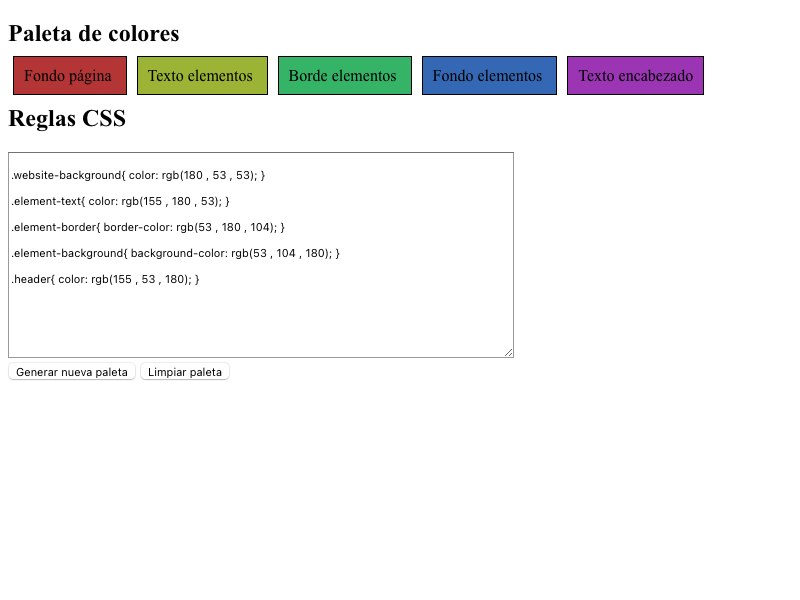 Paleta de colores
Fondo página Texto elementos Borde elementos Fondo elementos Texto encabezado
Reglas CSS
.website-background{ color: rgb(180 , 53 , 53); }
.element-text{ color: rgb(155 , 180 , 53); }
.element-border{ border-color: rgb(53 , 180 , 104); }
.element-background{ background-color: rgb(53 , 104 , 180); }
.header{ color: rgb(155 , 53 , 180); }
Generar nueva paleta Limpiar paleta